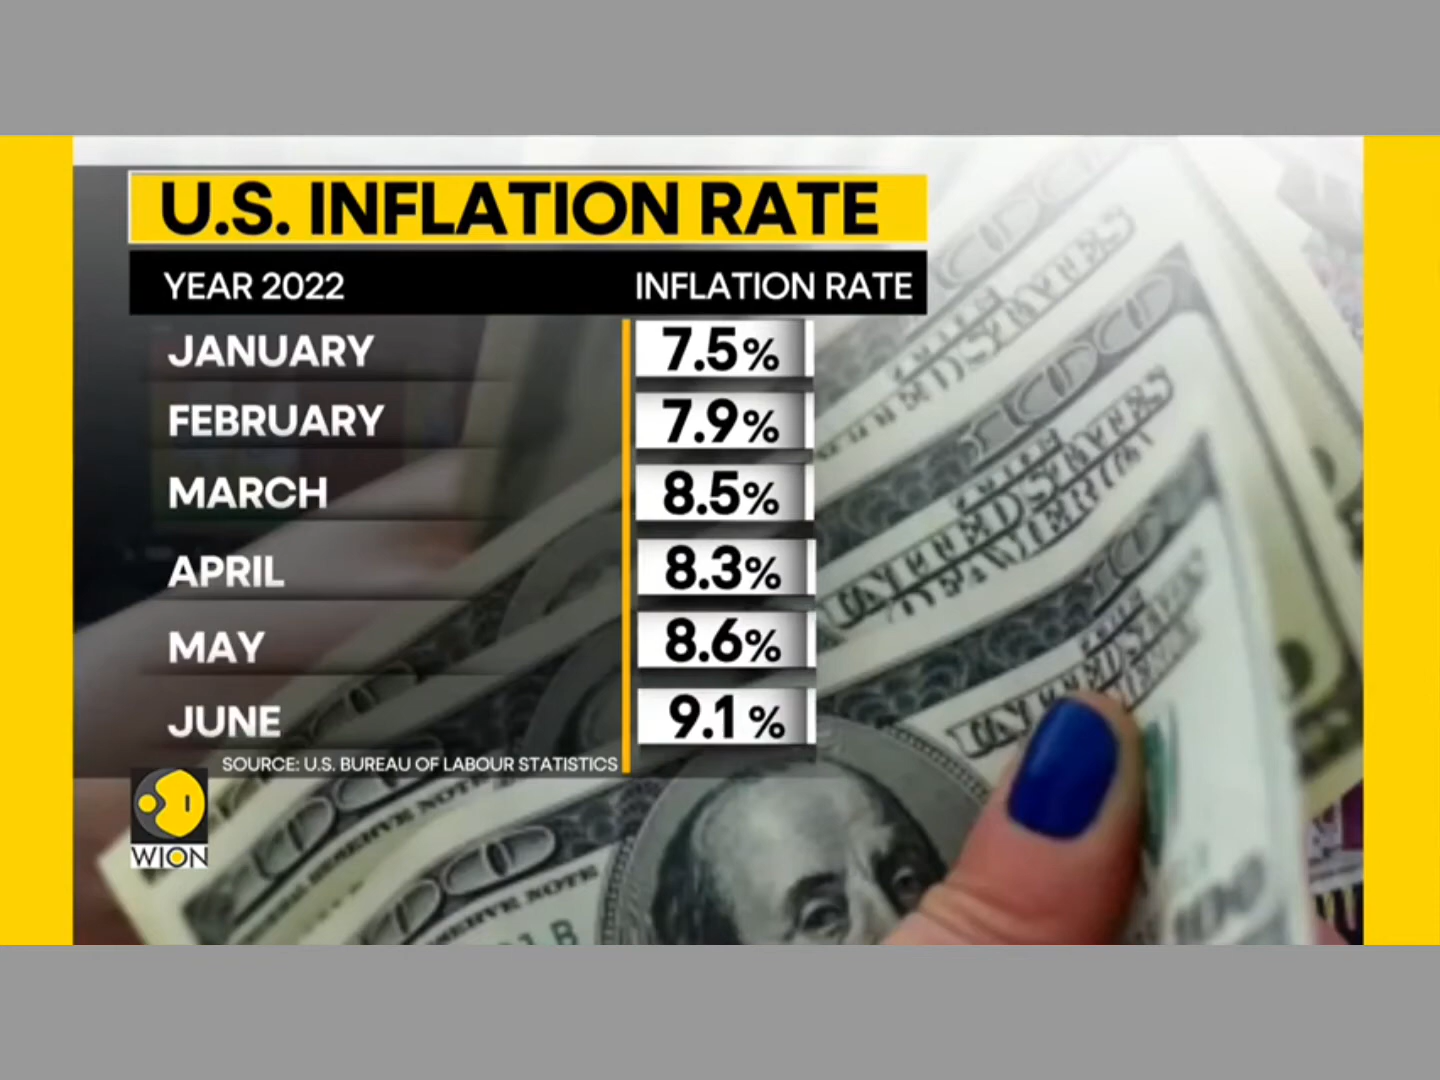 U.S. INFLATION RATE
YEAR 2022 INFLATION RATE
JANUARY 7.5%
FEBRUARY 7.9%
MARCH 8.5%
APRIL 8.3%
MAY 8.6%
JUNE 9.1%
SOURCE: U.S. BUREAU OF LABOUR STATISTICS
WION